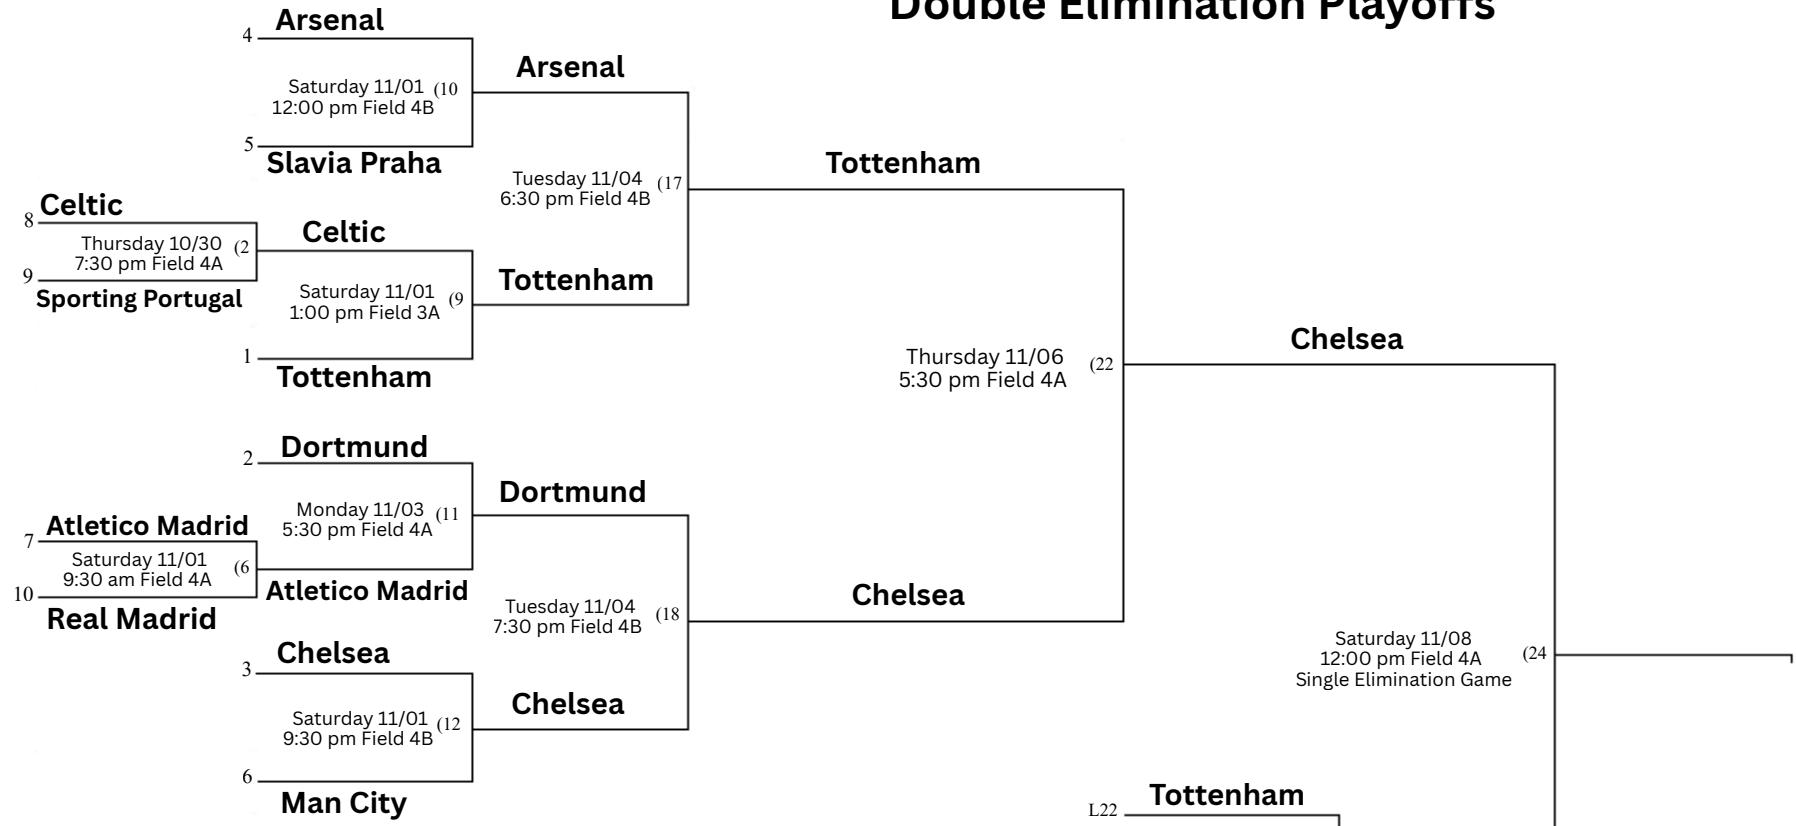 Double Elimination Playoffs
Arsenal
4
Saturday 11/01
12:00 pm Field 4B
(10
5
Slavia Praha
Arsenal
Celtic
8
Thursday 10/30
7:30 pm Field 4A
(2
9
Sporting Portugal
Celtic
Saturday 11/01
1:00 pm Field 3A
(9
1
Tottenham
Tuesday 11/04
6:30 pm Field 4B
(17
Tottenham
Tottenham
Dortmund
2
Monday 11/03
5:30 pm Field 4A
(11
Atletico Madrid
7
Saturday 11/01
9:30 am Field 4A
(6
10
Real Madrid
Atletico Madrid
Dortmund
Tuesday 11/04
7:30 pm Field 4B
(18
Chelsea
3
Saturday 11/01
9:30 pm Field 4B
(12
6
Man City
Chelsea
Chelsea
Thursday 11/06
5:30 pm Field 4A
(22
Chelsea
Saturday 11/08
12:00 pm Field 4A
Single Elimination Game
(24
Tottenham
L22